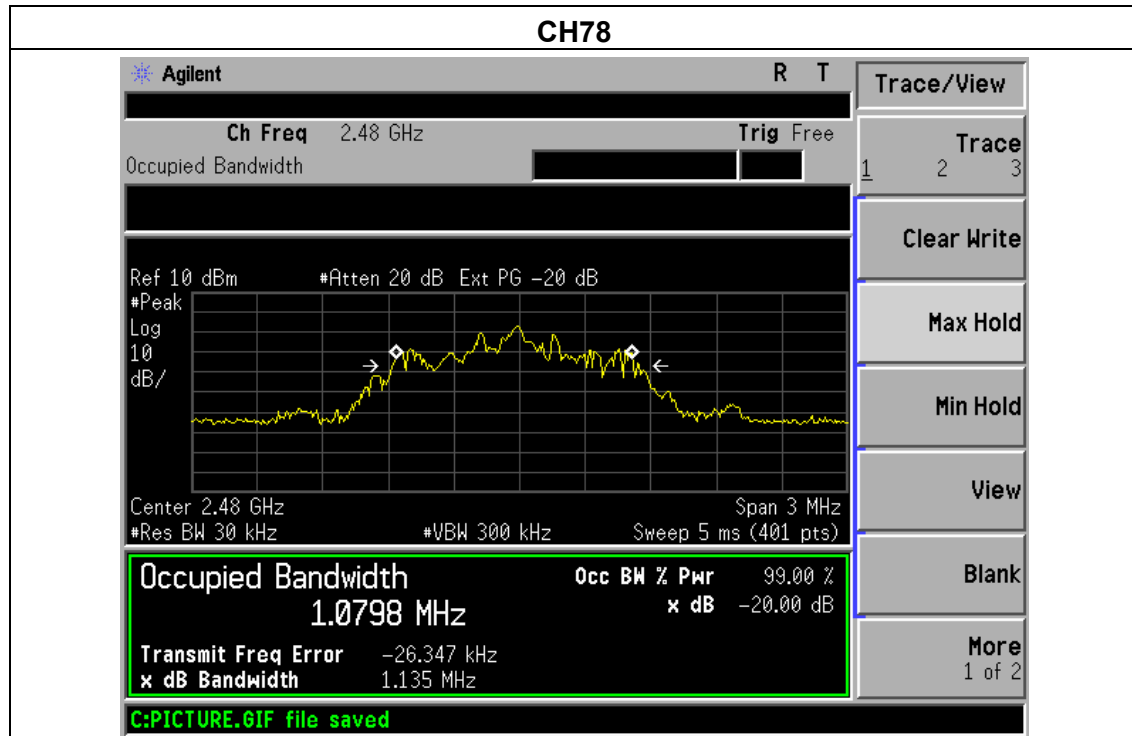 CH78
Agilent R T
Trace/View
Ch Freq 2.48 GHz Trig Free
Occupied Bandwidth
Trace
1 2 3
Clear Write
Ref 10 dBm #Atten 20 dB Ext PG -20 dB
#Peak
Log
10
dB/
Max Hold
Min Hold
View
Center 2.48 GHz Span 3 MHz
#Res BW 30 kHz #VBW 300 kHz Sweep 5 ms (401 pts)
Occupied Bandwidth Occ BW % Pwr 99.00 %
1.0798 MHz x dB -20.00 dB
Blank
Transmit Freq Error -26.347 kHz
x dB Bandwidth 1.135 MHz
More
1 of 2
C:PICTURE.GIF file saved